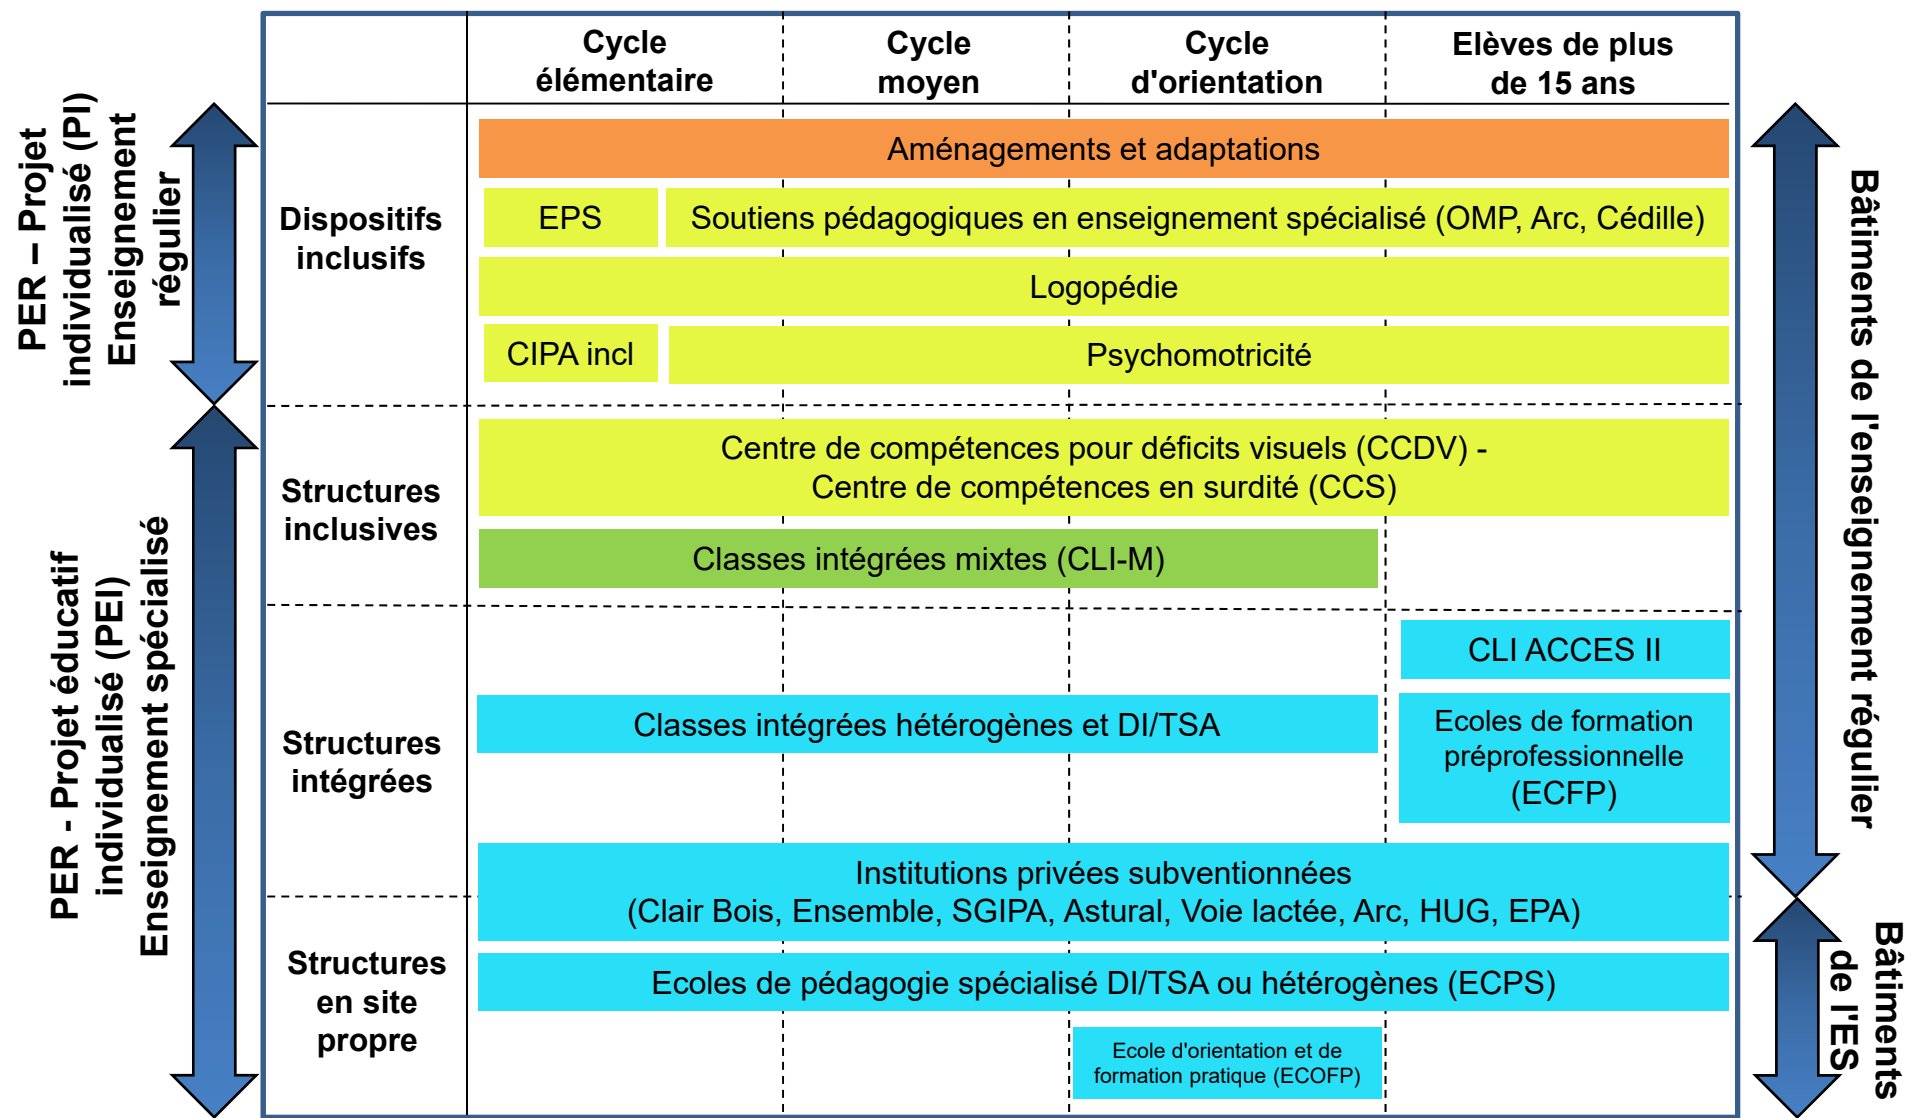 Cycle
élémentaire
Cycle
moyen
Cycle
d'orientation
Elèves de plus
de 15 ans
PER – Projet
individualisé (PI)
Enseignement
régulier
Dispositifs
inclusifs
Aménagements et adaptations
EPS
Soutiens pédagogiques en enseignement spécialisé (OMP, Arc, Cédille)
Logopédie
CIPA incl
Psychomotricité
PER - Projet éducatif
individualisé (PEI)
Enseignement spécialisé
Structures
inclusives
Centre de compétences pour déficits visuels (CCDV) -
Centre de compétences en surdité (CCS)
Classes intégrées mixtes (CLI-M)
Structures
intégrées
CLI ACCES II
Classes intégrées hétérogènes et DI/TSA
Ecoles de formation
préprofessionnelle
(ECFP)
Institutions privées subventionnées
(Clair Bois, Ensemble, SGIPA, Astural, Voie lactée, Arc, HUG, EPA)
Structures
en site
propre
Ecoles de pédagogie spécialisé DI/TSA ou hétérogènes (ECPS)
Ecole d'orientation et de
formation pratique (ECOFP)
Bâtiments de l'enseignement régulier
Bâtiments
de l'ES